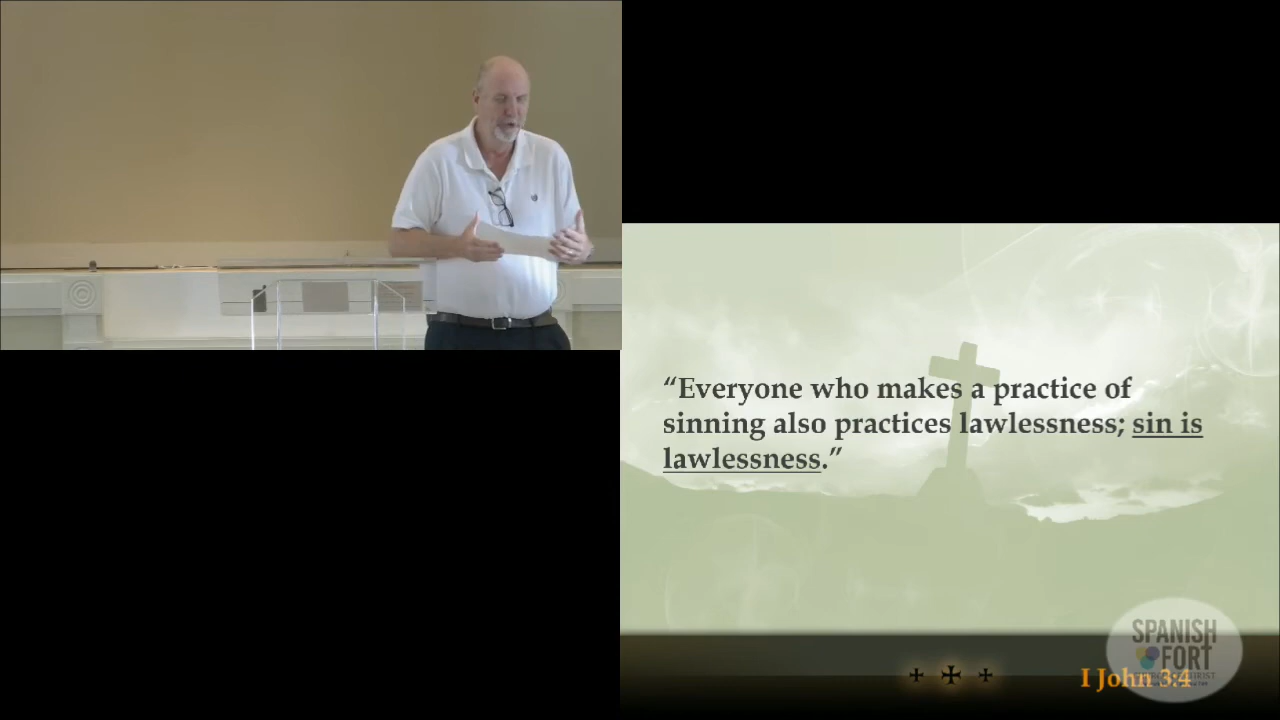 “Everyone who makes a practice of
sinning also practices lawlessness; sin is
lawlessness.”
I John 3:4
SPANISH
FORT